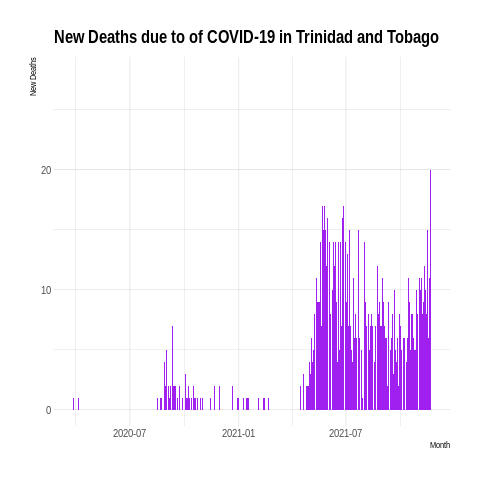 New Deaths due to of COVID-19 in Trinidad and Tobago
New Deaths
20
10
0
2020-07
2021-01
2021-07
Month